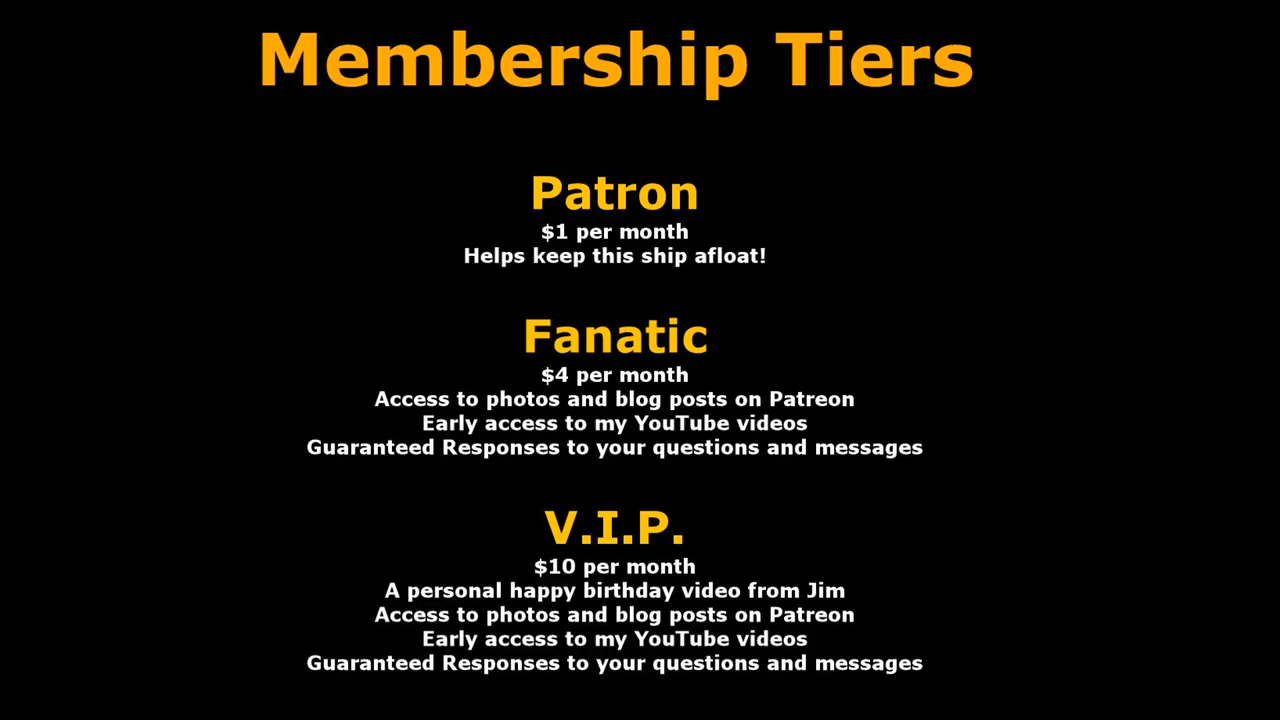 Membership Tiers
Patron
$1 per month
Helps keep this ship afloat!
Fanatic
$4 per month
Access to photos and blog posts on Patreon
Early access to my YouTube videos
Guaranteed Responses to your questions and messages
V.I.P.
$10 per month
A personal happy birthday video from Jim
Access to photos and blog posts on Patreon
Early access to my YouTube videos
Guaranteed Responses to your questions and messages